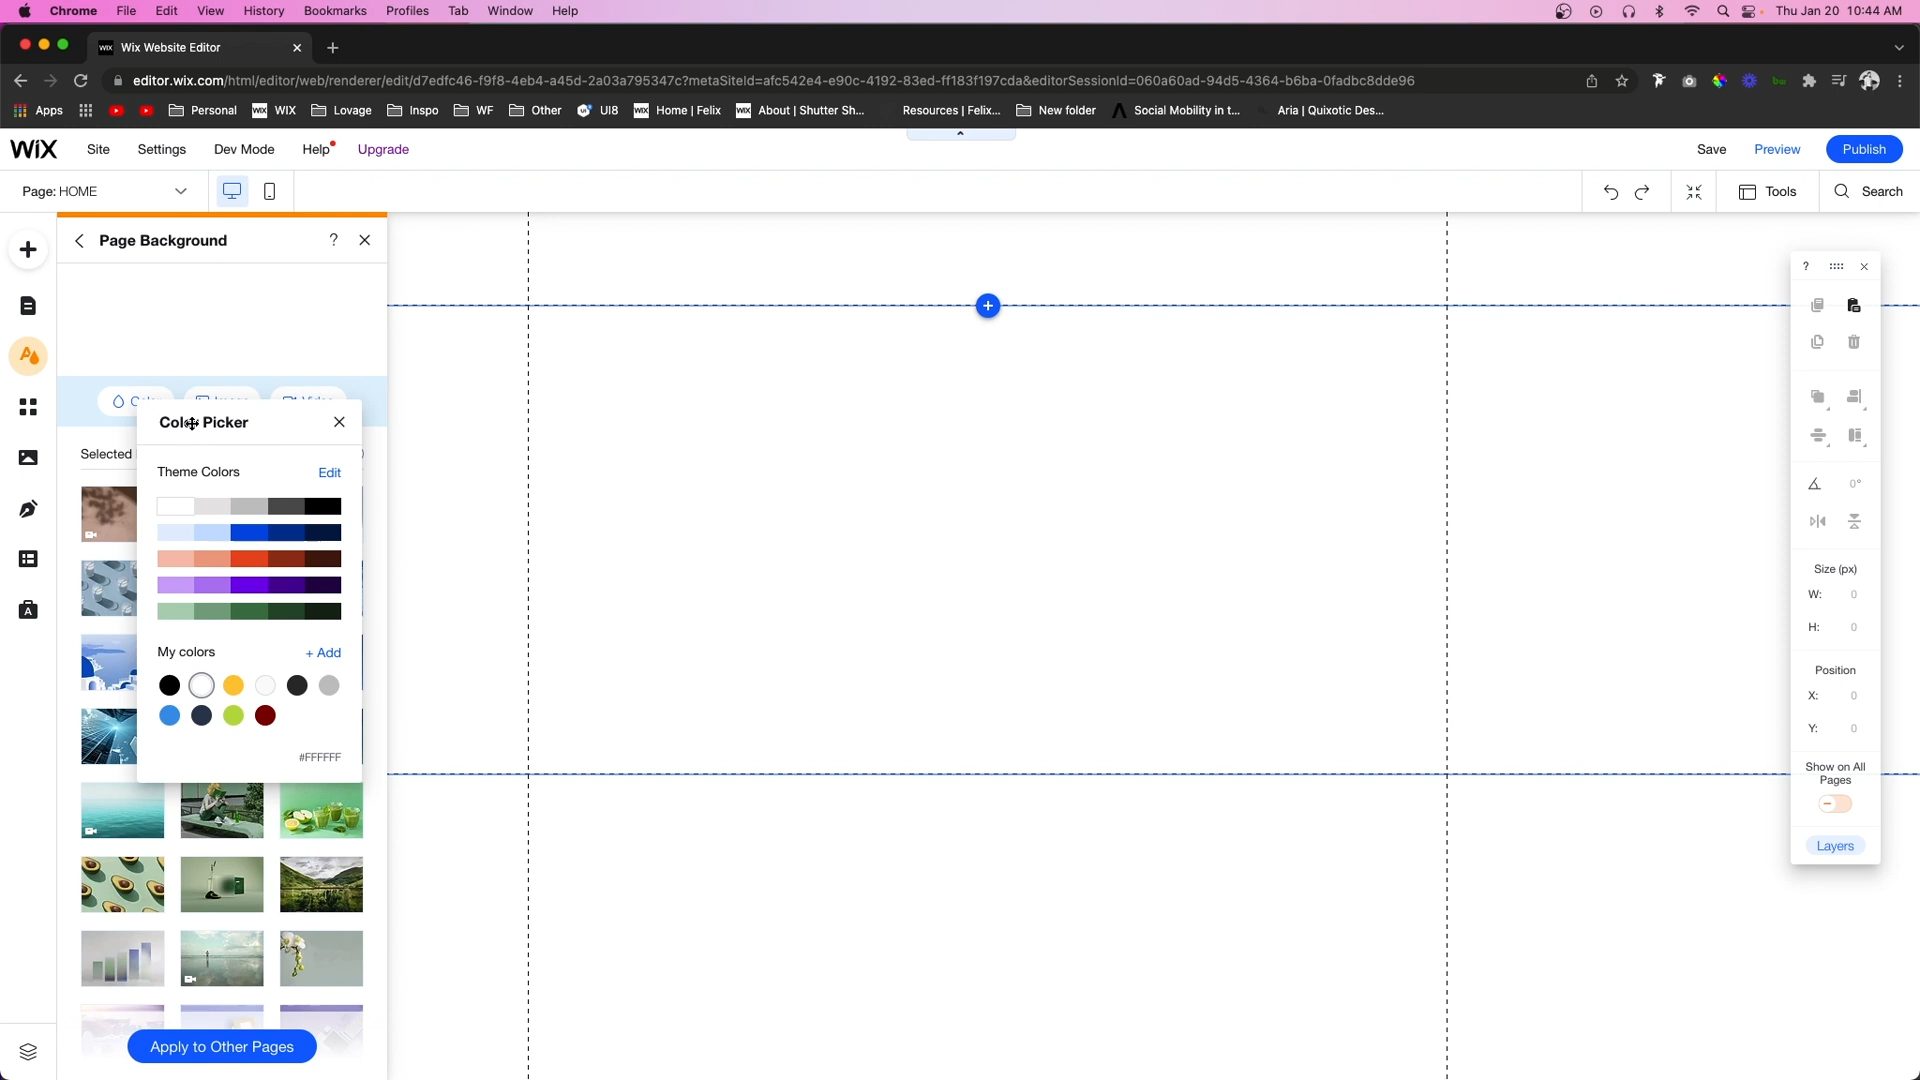 Chrome File Edit View History Bookmarks Profiles Tab Window Help Thu Jan 20 10:44 AM
WIX Wix Website Editor
editor.wix.com/html/editor/web/renderer/edit/d7edfc46-f9f8-4eb4-a45d-2a03a795347c?metaSiteId=afc542e4-e90c-4192-83ed-ff183f197cda&editorSessionId=060a60ad-94d5-4364-b6ba-0fadbc8dde96
Apps Personal WIX WIX Lovage Inspo WF Other UI8 WIX Home | Felix WIX About | Shutter Sh... Resources | Felix... New folder Social Mobility in t... Aria | Quixotic Des...
WIX Site Settings Dev Mode Help Upgrade Save Preview Publish
Page: HOME Tools Search
Page Background ?
?
Color Picker
Selected
Theme Colors Edit
0°
Size (px)
W: 0
H: 0
My colors + Add
Position
X: 0
Y: 0
#FFFFFF
Show on All
Pages
Layers
Apply to Other Pages